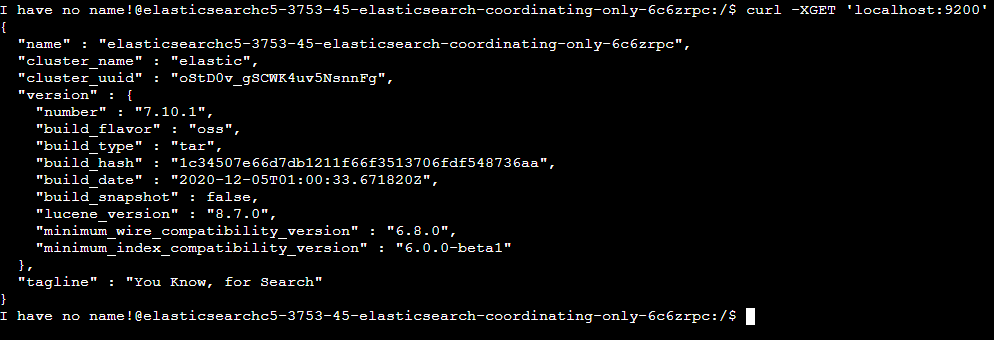 I have no name!@elasticsearchc5-3753-45-elasticsearch-coordinating-only-6c6zrpc:/$ curl -XGET 'localhost:9200'
{
  "name" : "elasticsearchc5-3753-45-elasticsearch-coordinating-only-6c6zrpc",
  "cluster_name" : "elastic",
  "cluster_uuid" : "oStD0v_gSCWK4uv5NsnnFg",
  "version" : {
    "number" : "7.10.1",
    "build_flavor" : "oss",
    "build_type" : "tar",
    "build_hash" : "1c34507e66d7db1211f66f3513706fdf548736aa",
    "build_date" : "2020-12-05T01:00:33.671820Z",
    "build_snapshot" : false,
    "lucene_version" : "8.7.0",
    "minimum_wire_compatibility_version" : "6.8.0",
    "minimum_index_compatibility_version" : "6.0.0-beta1"
  },
  "tagline" : "You Know, for Search"
}
I have no name!@elasticsearchc5-3753-45-elasticsearch-coordinating-only-6c6zrpc:/$